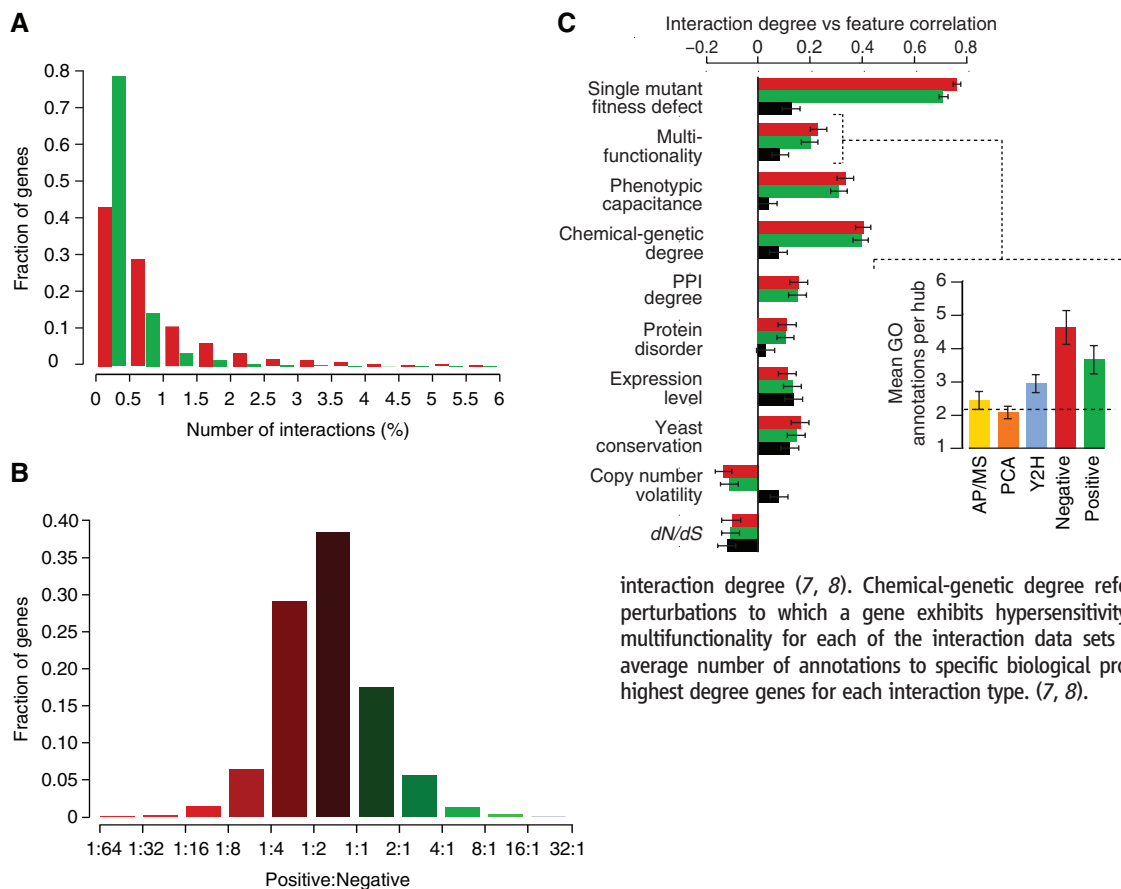 A
Fraction of genes
0.8
0.7
0.6
0.5
0.4
0.3
0.2
0.1
0
0 0.5 1 1.5 2 2.5 3 3.5 4 4.5 5 5.5 6
Number of interactions (%)
B
Fraction of genes
0.40
0.35
0.30
0.25
0.20
0.15
0.10
0.05
0
1:64 1:32 1:16 1:8 1:4 1:2 1:1 2:1 4:1 8:1 16:1 32:1
Positive:Negative
C
Interaction degree vs feature correlation
−0.2 0 0.2 0.4 0.6 0.8
Single mutant
fitness defect
Multi-
functionality
Phenotypic
capacitance
Chemical-genetic
degree
PPI
degree
Protein
disorder
Expression
level
Yeast
conservation
Copy number
volatility
dN/dS
Mean GO
annotations per hub
6
5
4
3
2
1
AP/MS
PCA
Y2H
Negative
Positive
interaction degree (7, 8). Chemical-genetic degree refe
perturbations to which a gene exhibits hypersensitivity
multifunctionality for each of the interaction data sets
average number of annotations to specific biological pro
highest degree genes for each interaction type. (7, 8).